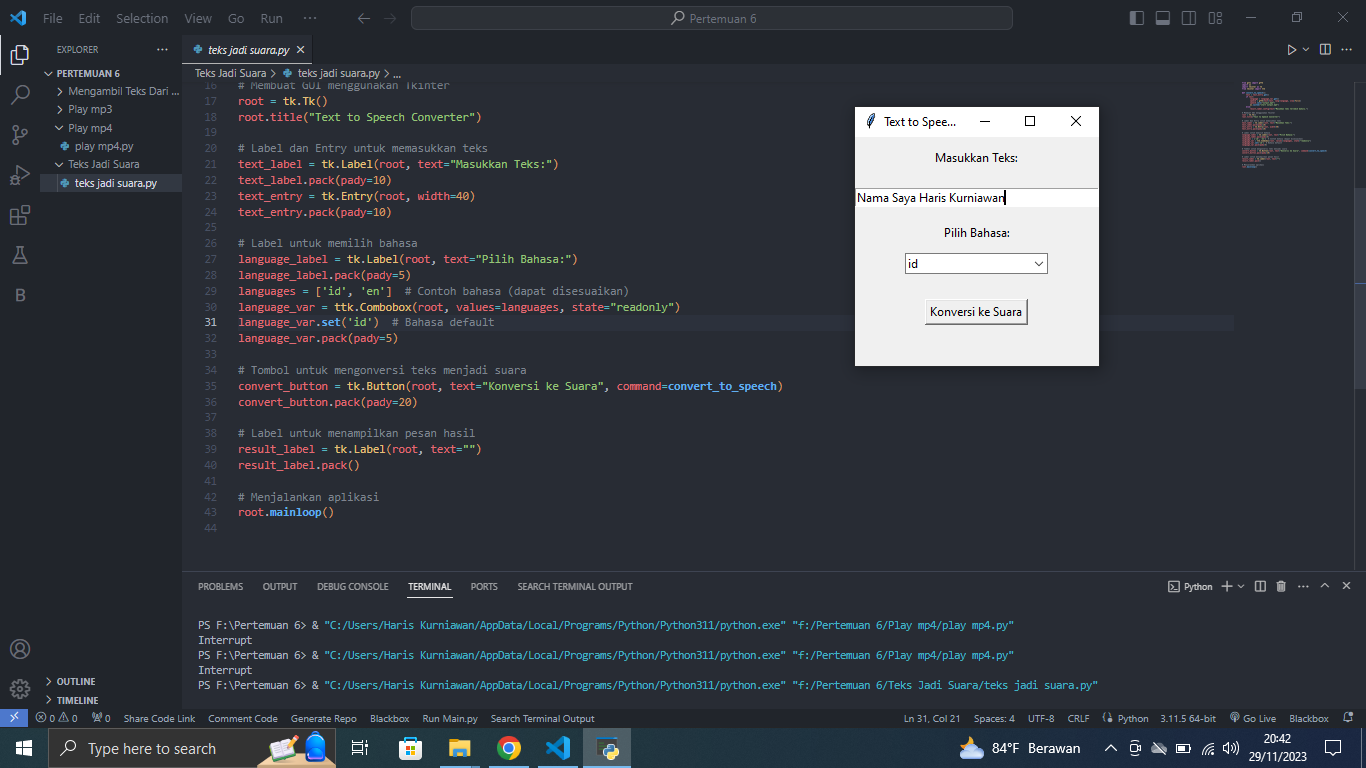 File Edit Selection View Go Run ··· Pertemuan 6
EXPLORER ···
PERTEMUAN 6
Mengambil Teks Dari ...
Play mp3
Play mp4
play mp4.py
Teks Jadi Suara
teks jadi suara.py
OUTLINE
TIMELINE
teks jadi suara.py
Teks Jadi Suara > teks jadi suara.py > ...
16 # Membuat GUI menggunakan Tkinter
17 root = tk.Tk()
18 root.title("Text to Speech Converter")
19
20 # Label dan Entry untuk memasukkan teks
21 text_label = tk.Label(root, text="Masukkan Teks:")
22 text_label.pack(pady=10)
23 text_entry = tk.Entry(root, width=40)
24 text_entry.pack(pady=10)
25
26 # Label untuk memilih bahasa
27 language_label = tk.Label(root, text="Pilih Bahasa:")
28 language_label.pack(pady=5)
29 languages = ['id', 'en']  # Contoh bahasa (dapat disesuaikan)
30 language_var = ttk.Combobox(root, values=languages, state="readonly")
31 language_var.set('id')  # Bahasa default
32 language_var.pack(pady=5)
33
34 # Tombol untuk mengonversi teks menjadi suara
35 convert_button = tk.Button(root, text="Konversi ke Suara", command=convert_to_speech)
36 convert_button.pack(pady=20)
37
38 # Label untuk menampilkan pesan hasil
39 result_label = tk.Label(root, text="")
40 result_label.pack()
41
42 # Menjalankan aplikasi
43 root.mainloop()
44
Text to Spee...
Masukkan Teks:
Nama Saya Haris Kurniawan
Pilih Bahasa:
id
Konversi ke Suara
PROBLEMS OUTPUT DEBUG CONSOLE TERMINAL PORTS SEARCH TERMINAL OUTPUT Python
PS F:\Pertemuan 6> & "C:/Users/Haris Kurniawan/AppData/Local/Programs/Python/Python311/python.exe" "f:/Pertemuan 6/Play mp4/play mp4.py"
Interrupt
PS F:\Pertemuan 6> & "C:/Users/Haris Kurniawan/AppData/Local/Programs/Python/Python311/python.exe" "f:/Pertemuan 6/Play mp4/play mp4.py"
Interrupt
PS F:\Pertemuan 6> & "C:/Users/Haris Kurniawan/AppData/Local/Programs/Python/Python311/python.exe" "f:/Pertemuan 6/Teks Jadi Suara/teks jadi suara.py"
0 0 0 Share Code Link Comment Code Generate Repo Blackbox Run Main.py Search Terminal Output Ln 31, Col 21 Spaces: 4 UTF-8 CRLF Python 3.11.5 64-bit Go Live Blackbox
Type here to search 84°F Berawan 20:42
29/11/2023